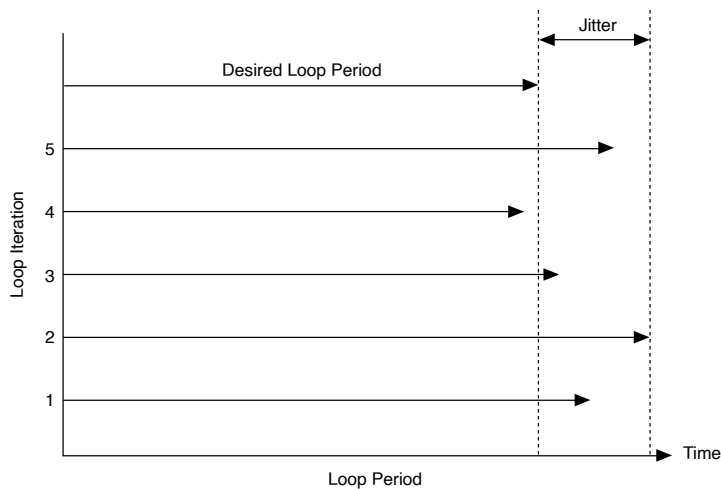 Jitter
Desired Loop Period
5
4
3
2
1
Loop Iteration
Time
Loop Period